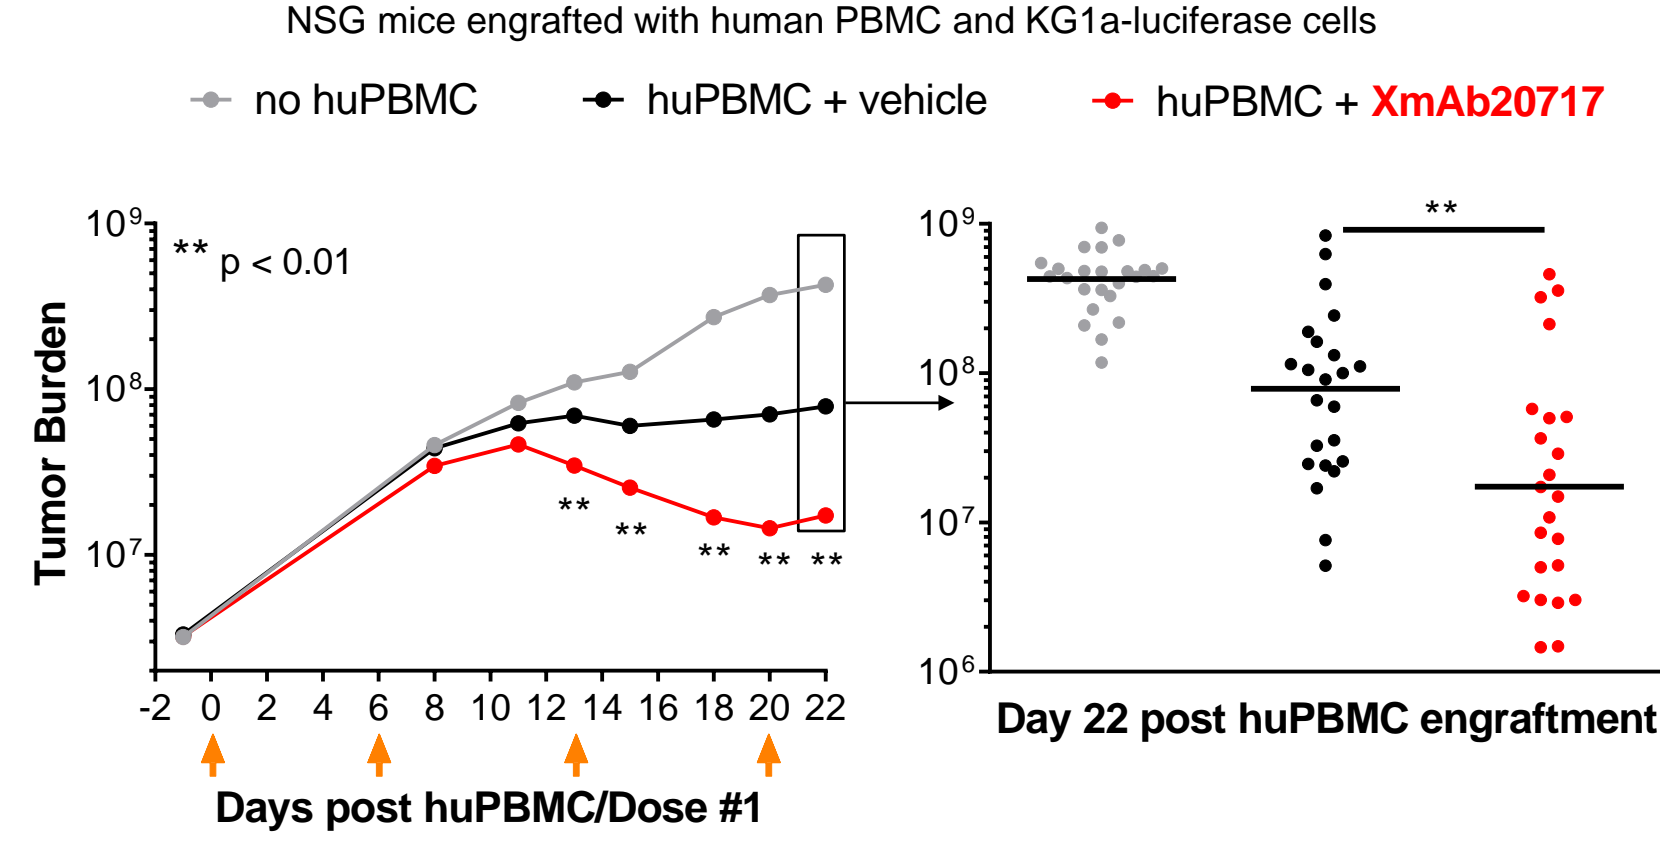 NSG mice engrafted with human PBMC and KG1a-luciferase cells
no huPBMC
huPBMC + vehicle
huPBMC + XmAb20717
Tumor Burden
10⁹
10⁸
10⁷
** p < 0.01
**
**
**
**
**
-2 0 2 4 6 8 10 12 14 16 18 20 22
Days post huPBMC/Dose #1
10⁹
10⁸
10⁷
10⁶
**
Day 22 post huPBMC engraftment